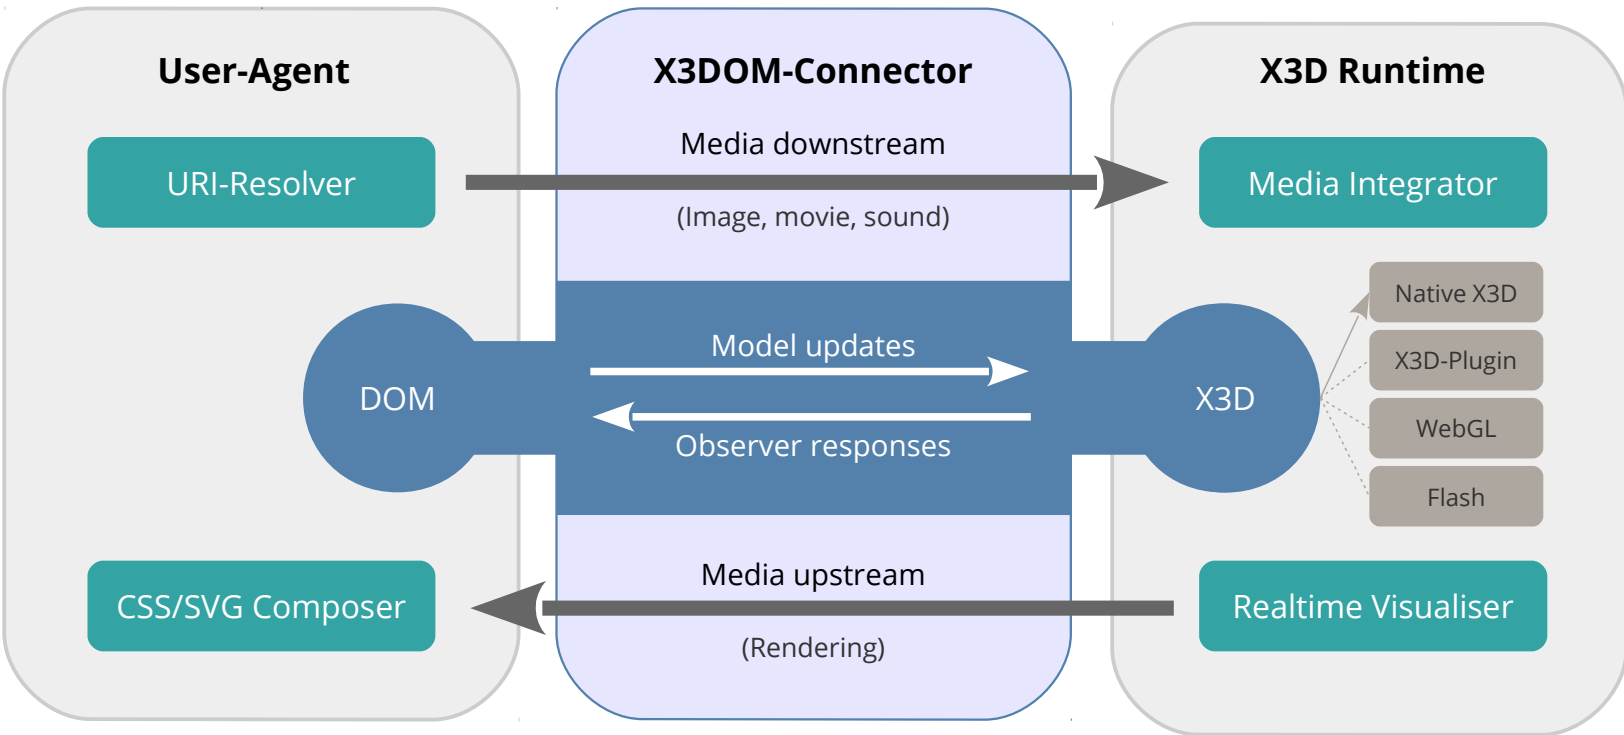 User-Agent
URI-Resolver
DOM
CSS/SVG Composer
X3DOM-Connector
Media downstream
(Image, movie, sound)
Model updates
Observer responses
Media upstream
(Rendering)
X3D Runtime
Media Integrator
X3D
Native X3D
X3D-Plugin
WebGL
Flash
Realtime Visualiser